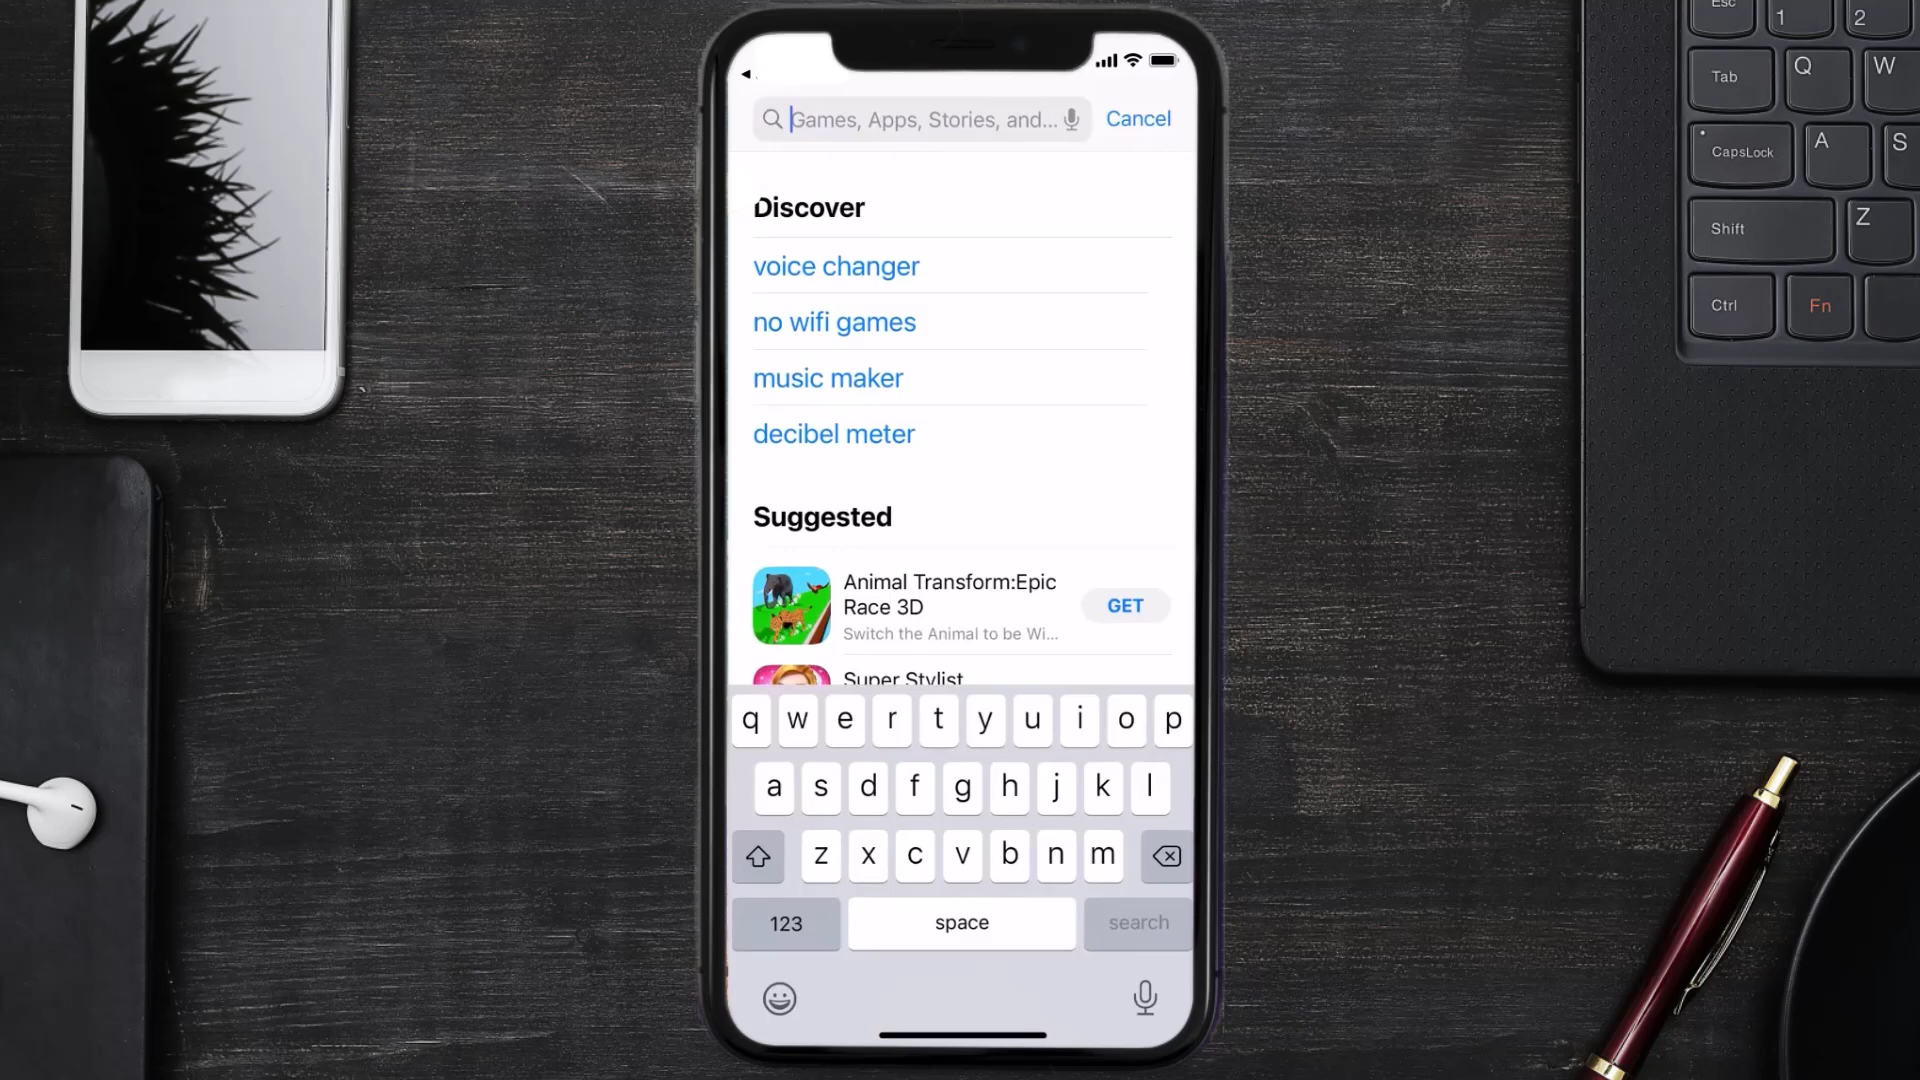 Games, Apps, Stories, and...
Cancel
Discover
voice changer
no wifi games
music maker
decibel meter
Suggested
Animal Transform:Epic
Race 3D
Switch the Animal to be Wi...
GET
Super Stylist
q w e r t y u i o p
a s d f g h j k l
z x c v b n m
123
space
search
Esc
1
2
Tab
Q
W
CapsLock
A
S
Shift
Z
Ctrl
Fn